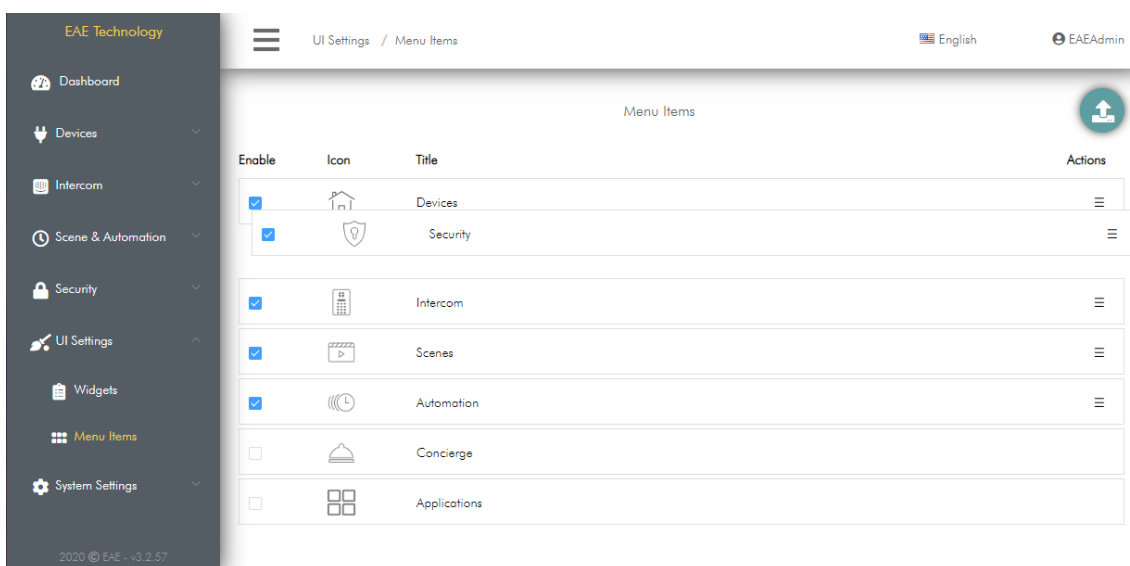 EAE Technology
UI Settings / Menu Items
English
EAEAdmin
Dashboard
Devices
Intercom
Scene & Automation
Security
UI Settings
Widgets
Menu Items
System Settings
2020 © EAE - v3.2.57
Menu Items
Enable Icon Title Actions
Devices
Security
Intercom
Scenes
Automation
Concierge
Applications